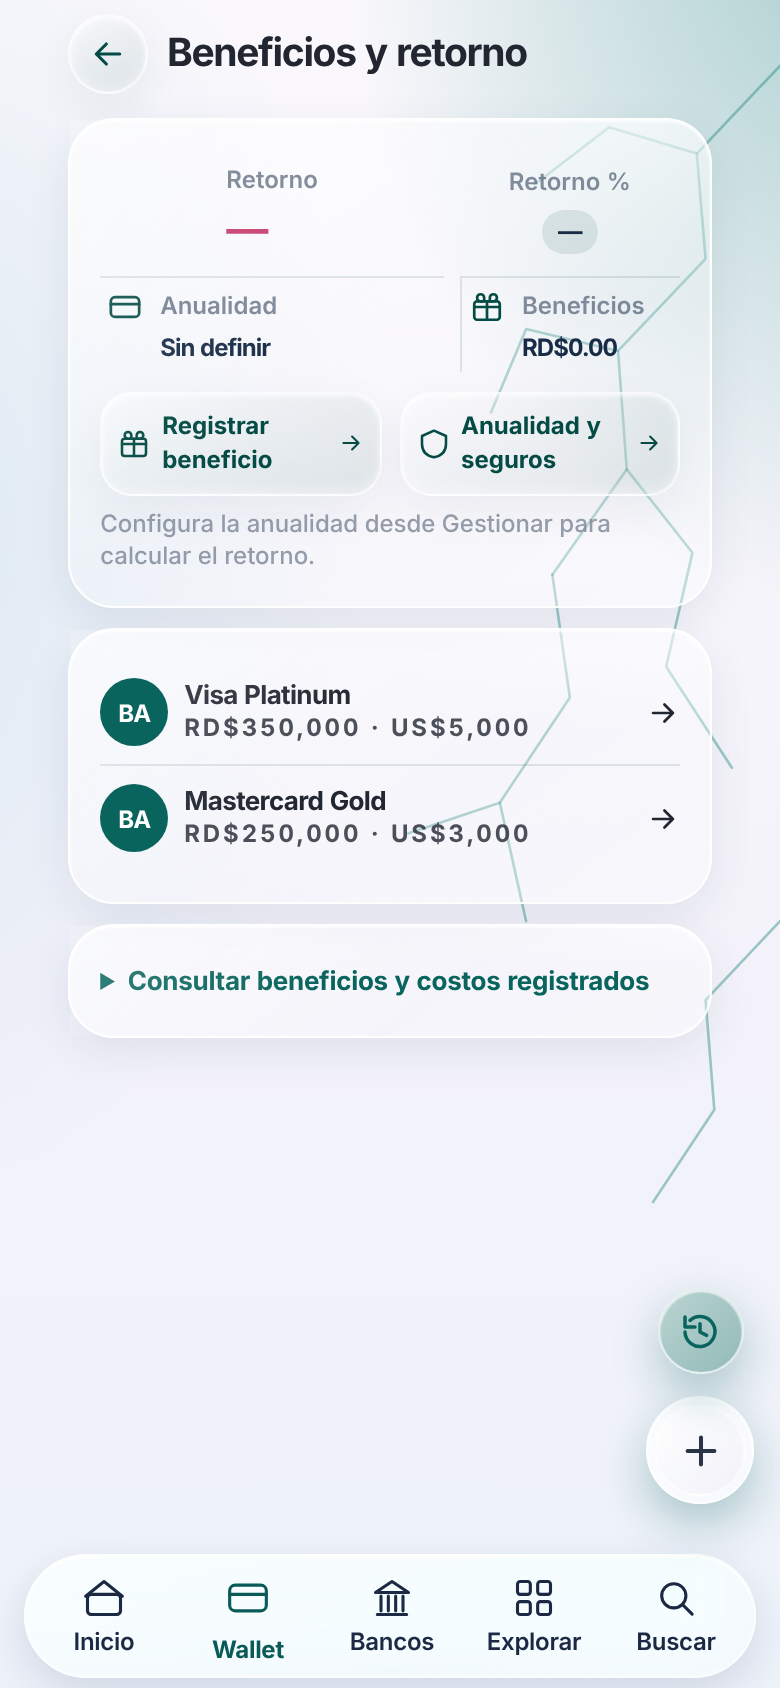 Beneficios y retorno
Retorno
Retorno %
—
—
Anualidad
Sin definir
Beneficios
RD$0.00
Registrar
beneficio
Anualidad y
seguros
Configura la anualidad desde Gestionar para
calcular el retorno.
BA
Visa Platinum
RD$350,000 · US$5,000
BA
Mastercard Gold
RD$250,000 · US$3,000
Consultar beneficios y costos registrados
Inicio
Wallet
Bancos
Explorar
Buscar